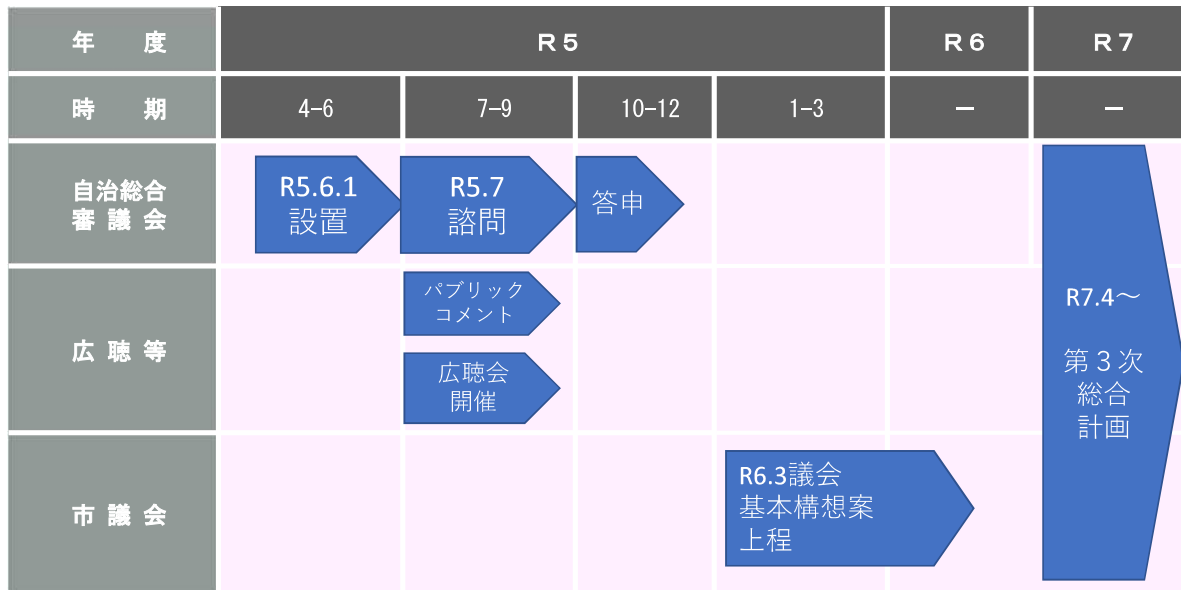 年　度
R5
R6
R7
時　期
4-6
7-9
10-12
1-3
－
－
自治総合
審議会
R5.6.1
設置
R5.7
諮問
答申
広聴等
パブリック
コメント
広聴会
開催
市議会
R6.3議会
基本構想案
上程
R7.4～
第３次
総合
計画